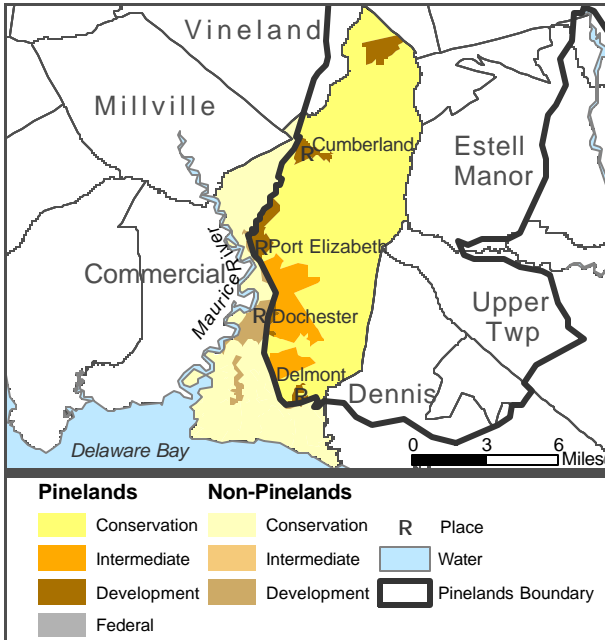 Vineland
Millville
R Cumberland
Estell
Manor
R Port Elizabeth
Commercial
Maurice River
R Dochester
Upper
Twp
Delmont
R
Dennis
Delaware Bay
0 3 6
Miles
Pinelands Non-Pinelands
Conservation Conservation R Place
Intermediate Intermediate Water
Development Development Pinelands Boundary
Federal